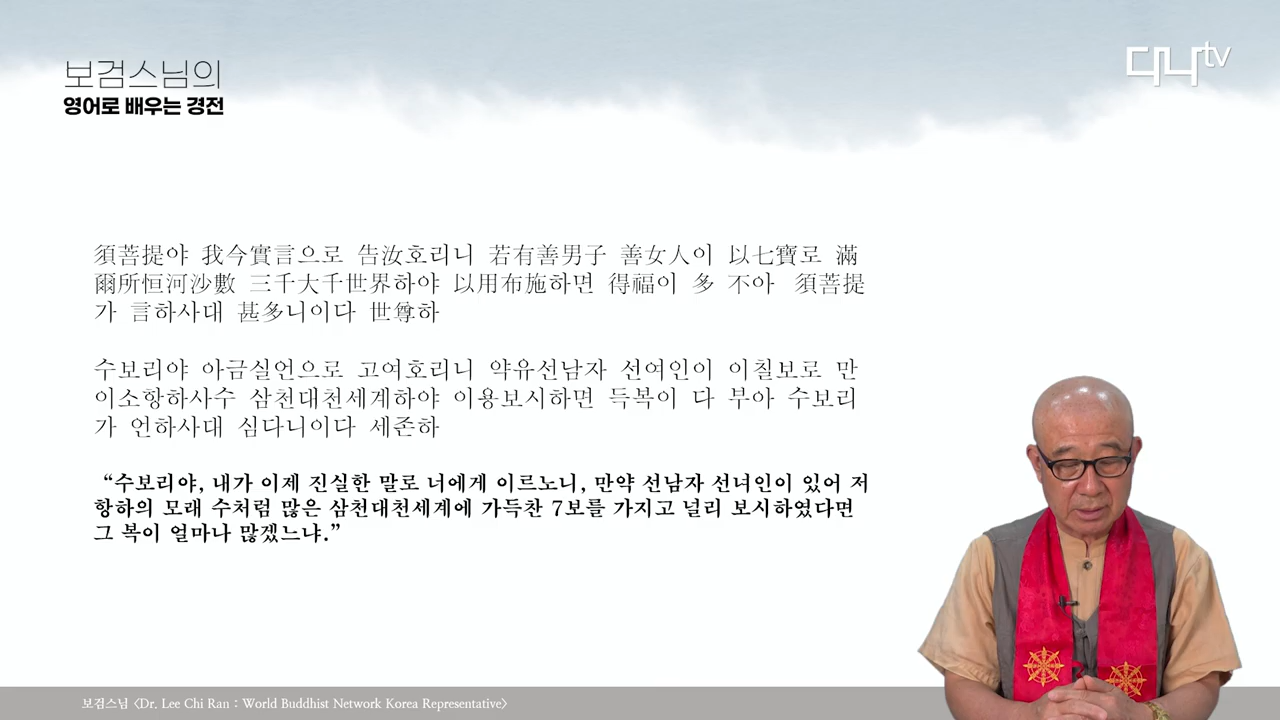 보검스님의
영어로 배우는 경전
다나tv
須菩提야 我今實言으로 告汝호리니 若有善男子 善女人이 以七寶로 滿
爾所恒河沙數 三千大千世界하야 以用布施하면 得福이 多 不아 須菩提
가 言하사대 甚多니이다 世尊하
수보리야 아금실언으로 고여호리니 약유선남자 선여인이 이칠보로 만
이소항하사수 삼천대천세계하야 이용보시하면 득복이 다 부아 수보리
가 언하사대 심다니이다 세존하
“수보리야, 내가 이제 진실한 말로 너에게 이르노니, 만약 선남자 선녀인이 있어 저
항하의 모래 수처럼 많은 삼천대천세계에 가득찬 7보를 가지고 널리 보시하였다면
그 복이 얼마나 많겠느냐.”
보검스님 <Dr. Lee Chi Ran : World Buddhist Network Korea Representative>